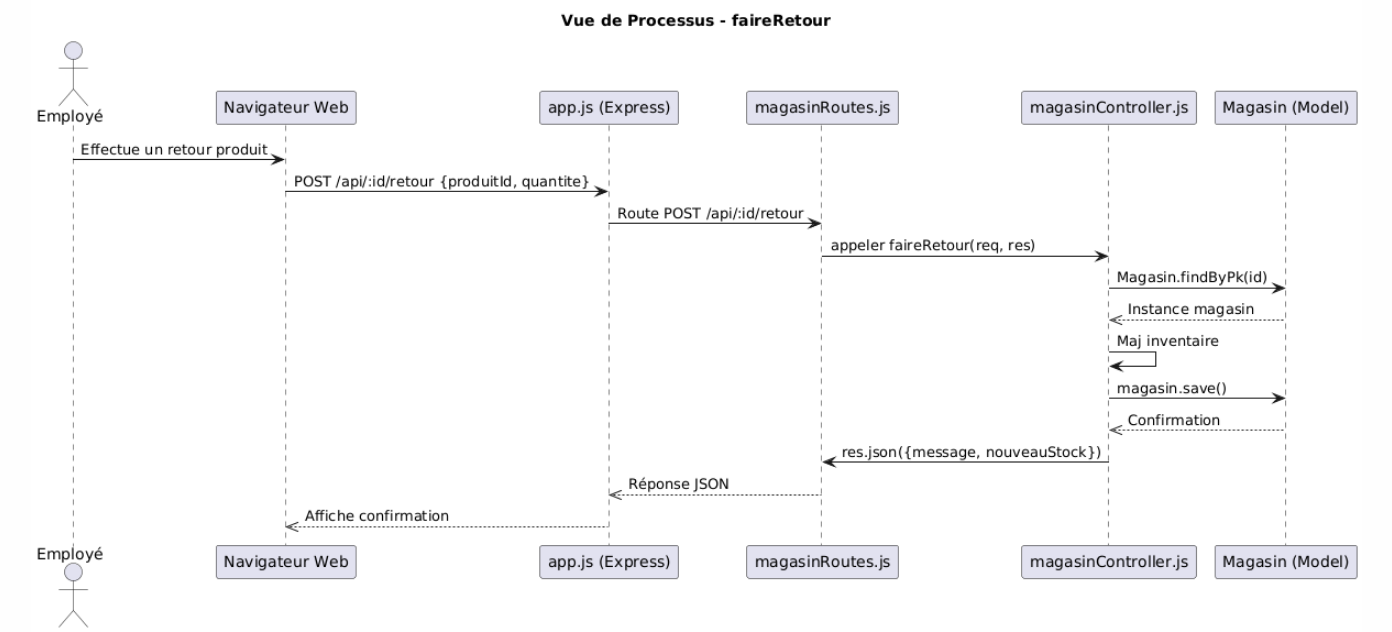 Vue de Processus - faireRetour
Employé
Navigateur Web
app.js (Express)
magasinRoutes.js
magasinController.js
Magasin (Model)
Effectue un retour produit
POST /api/:id/retour {produitId, quantite}
Route POST /api/:id/retour
appeler faireRetour(req, res)
Magasin.findByPk(id)
Instance magasin
Maj inventaire
magasin.save()
Confirmation
res.json({message, nouveauStock})
Réponse JSON
Affiche confirmation
Employé
Navigateur Web
app.js (Express)
magasinRoutes.js
magasinController.js
Magasin (Model)